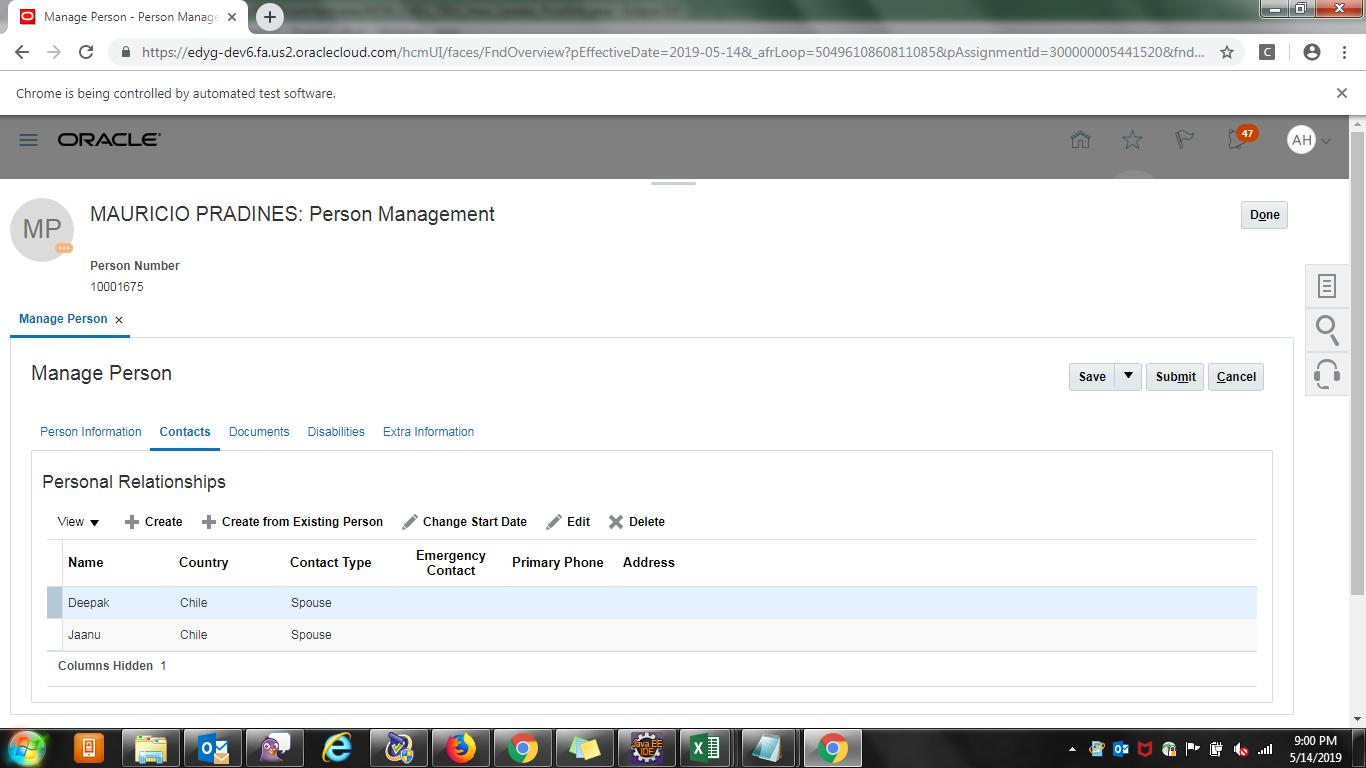 Manage Person - Person Manage
https://edyg-dev6.fa.us2.oraclecloud.com/hcmUI/faces/FndOverview?pEffectiveDate=2019-05-14&_afrLoop=5049610860811085&pAssignmentId=300000005441520&fnd...
C
Chrome is being controlled by automated test software.
ORACLE
47
AH
MP
MAURICIO PRADINES: Person Management
Done
Person Number
10001675
Manage Person
Manage Person
Save
Submit
Cancel
Person Information
Contacts
Documents
Disabilities
Extra Information
Personal Relationships
View
Create
Create from Existing Person
Change Start Date
Edit
Delete
Name
Country
Contact Type
Emergency
Contact
Primary Phone
Address
Deepak Chile Spouse
Jaanu Chile Spouse
Columns Hidden 1
Java EE
IDE
9:00 PM
5/14/2019